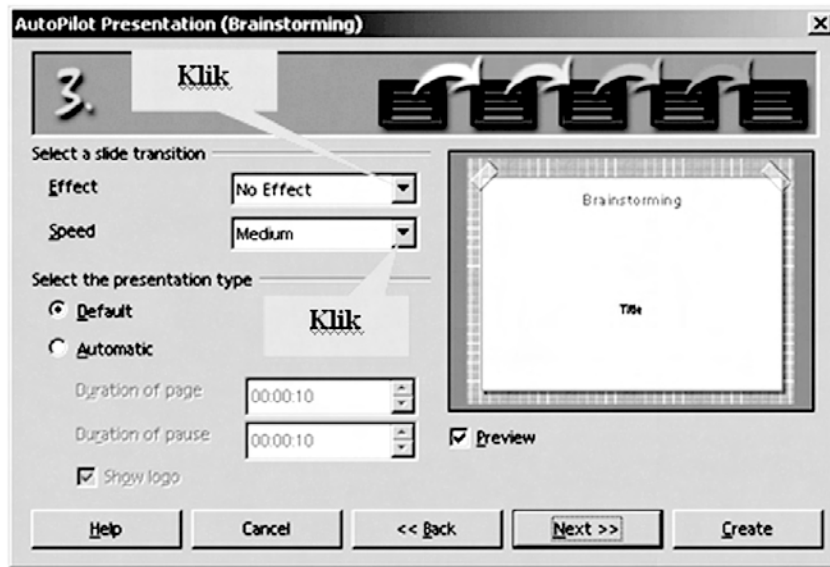 AutoPilot Presentation (Brainstorming)
3.
Klik
Select a slide transition
Effect
No Effect
Speed
Medium
Select the presentation type
Default
Klik
Automatic
Duration of page
00:00:10
Duration of pause
00:00:10
Show logo
Brainstorming
Title
Preview
Help
Cancel
<< Back
Next >>
Create